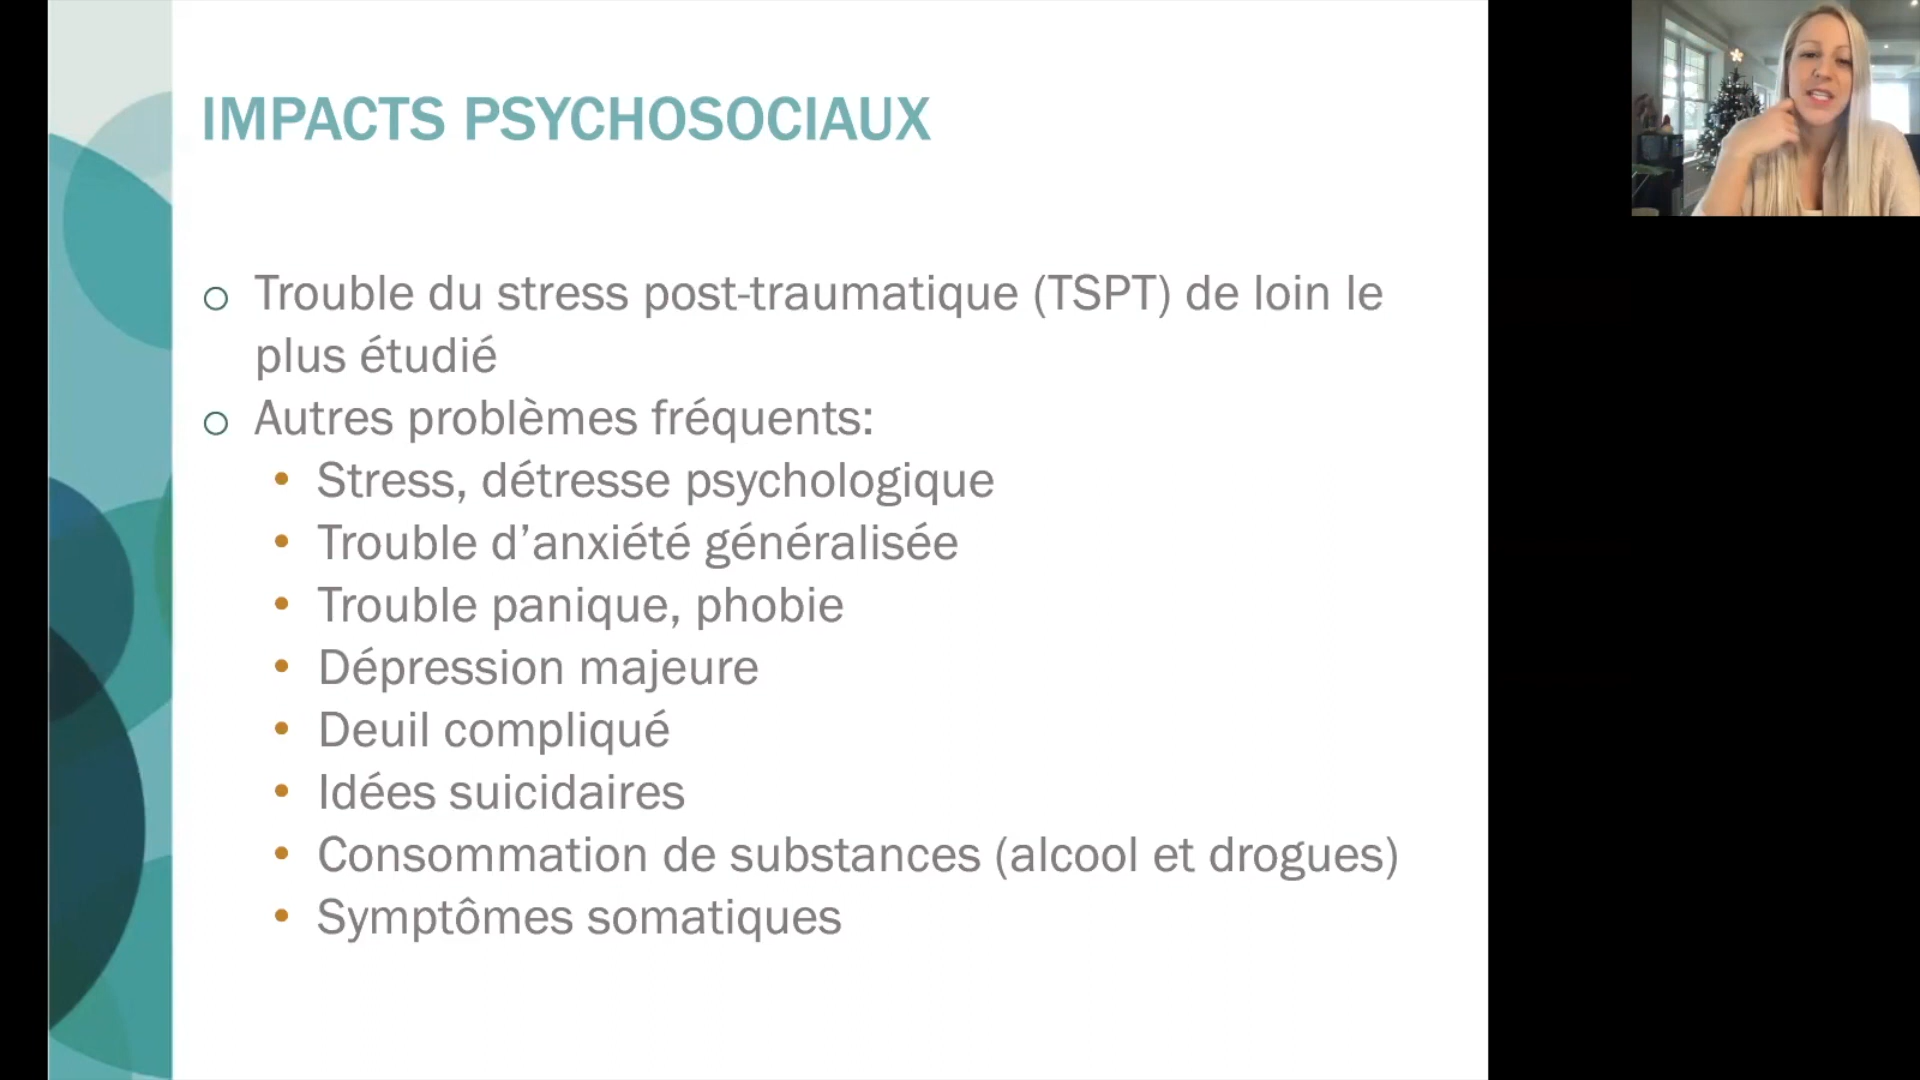 IMPACTS PSYCHOSOCIAUX
Trouble du stress post-traumatique (TSPT) de loin le
plus étudié
Autres problèmes fréquents:
Stress, détresse psychologique
Trouble d’anxiété généralisée
Trouble panique, phobie
Dépression majeure
Deuil compliqué
Idées suicidaires
Consommation de substances (alcool et drogues)
Symptômes somatiques